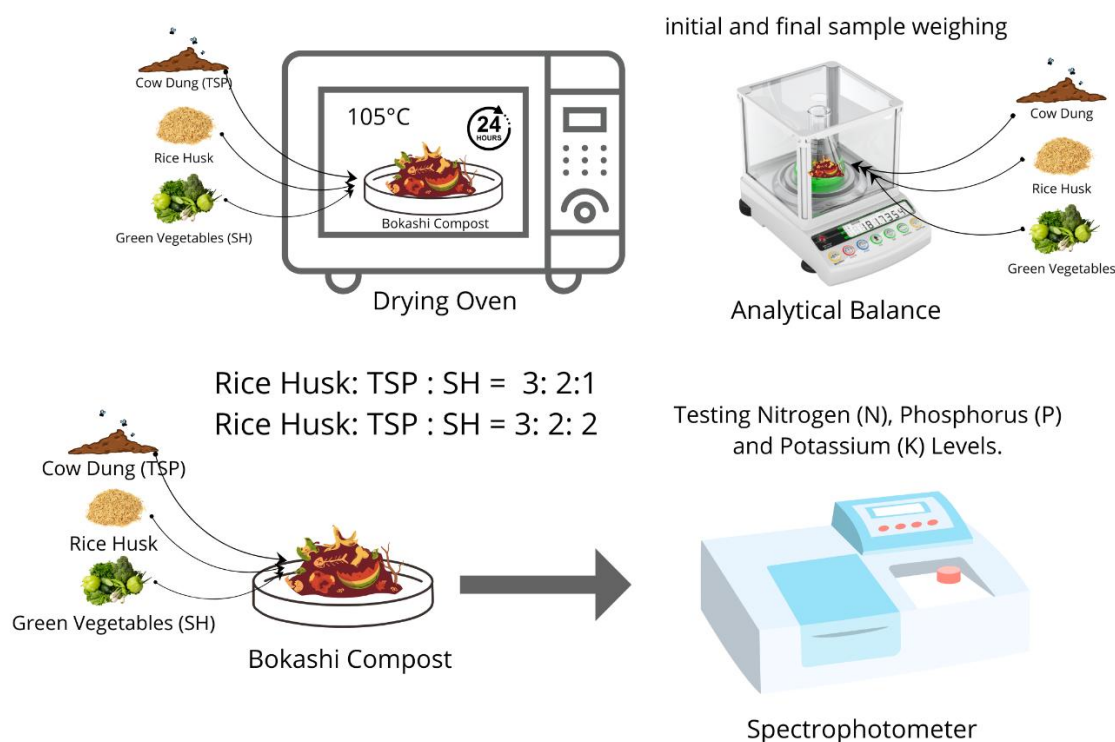 initial and final sample weighing
Cow Dung (TSP)
Rice Husk
Green Vegetables (SH)
105°C
24
HOURS
Bokashi Compost
Drying Oven
Cow Dung
Rice Husk
Green Vegetables
Analytical Balance
Rice Husk: TSP : SH = 3: 2:1
Rice Husk: TSP : SH = 3: 2: 2
Cow Dung (TSP)
Rice Husk
Green Vegetables (SH)
Bokashi Compost
Testing Nitrogen (N), Phosphorus (P)
and Potassium (K) Levels.
Spectrophotometer